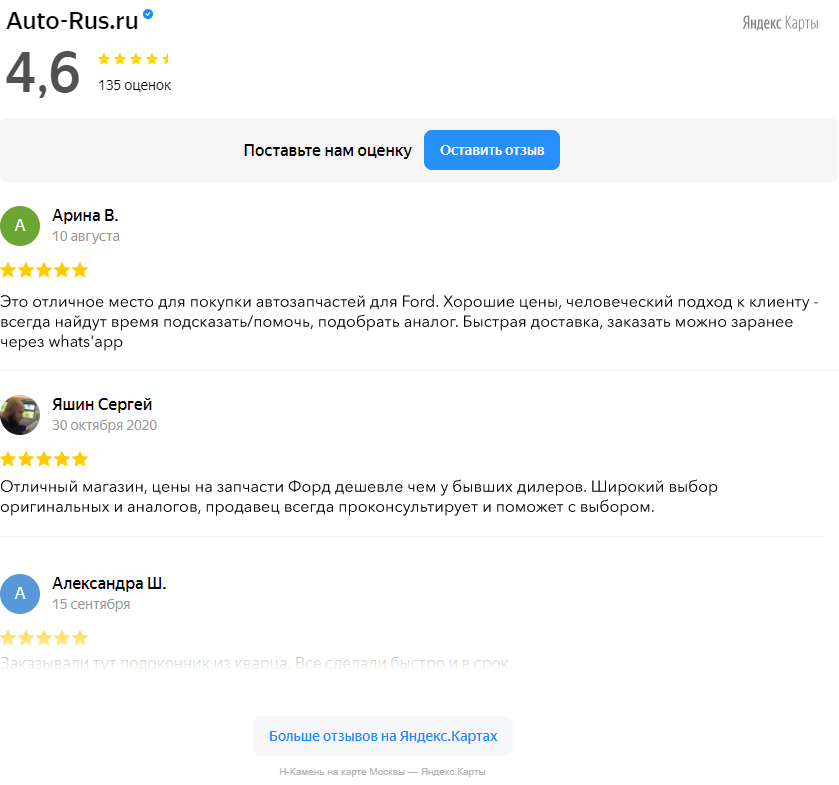 Auto-Rus.ru
Яндекс Карты
4,6
135 оценок
Поставьте нам оценку
Оставить отзыв
А
Арина В.
10 августа
Это отличное место для покупки автозапчастей для Ford. Хорошие цены, человеческий подход к клиенту -
всегда найдут время подсказать/помочь, подобрать аналог. Быстрая доставка, заказать можно заранее
через whats'app
Яшин Сергей
30 октября 2020
Отличный магазин, цены на запчасти Форд дешевле чем у бывших дилеров. Широкий выбор
оригинальных и аналогов, продавец всегда проконсультирует и поможет с выбором.
А
Александра Ш.
15 сентября
Заказывали тут подоконник из кварца. Все сделали быстро и в срок.
Больше отзывов на Яндекс.Картах
Н-Камень на карте Москвы — Яндекс.Карты